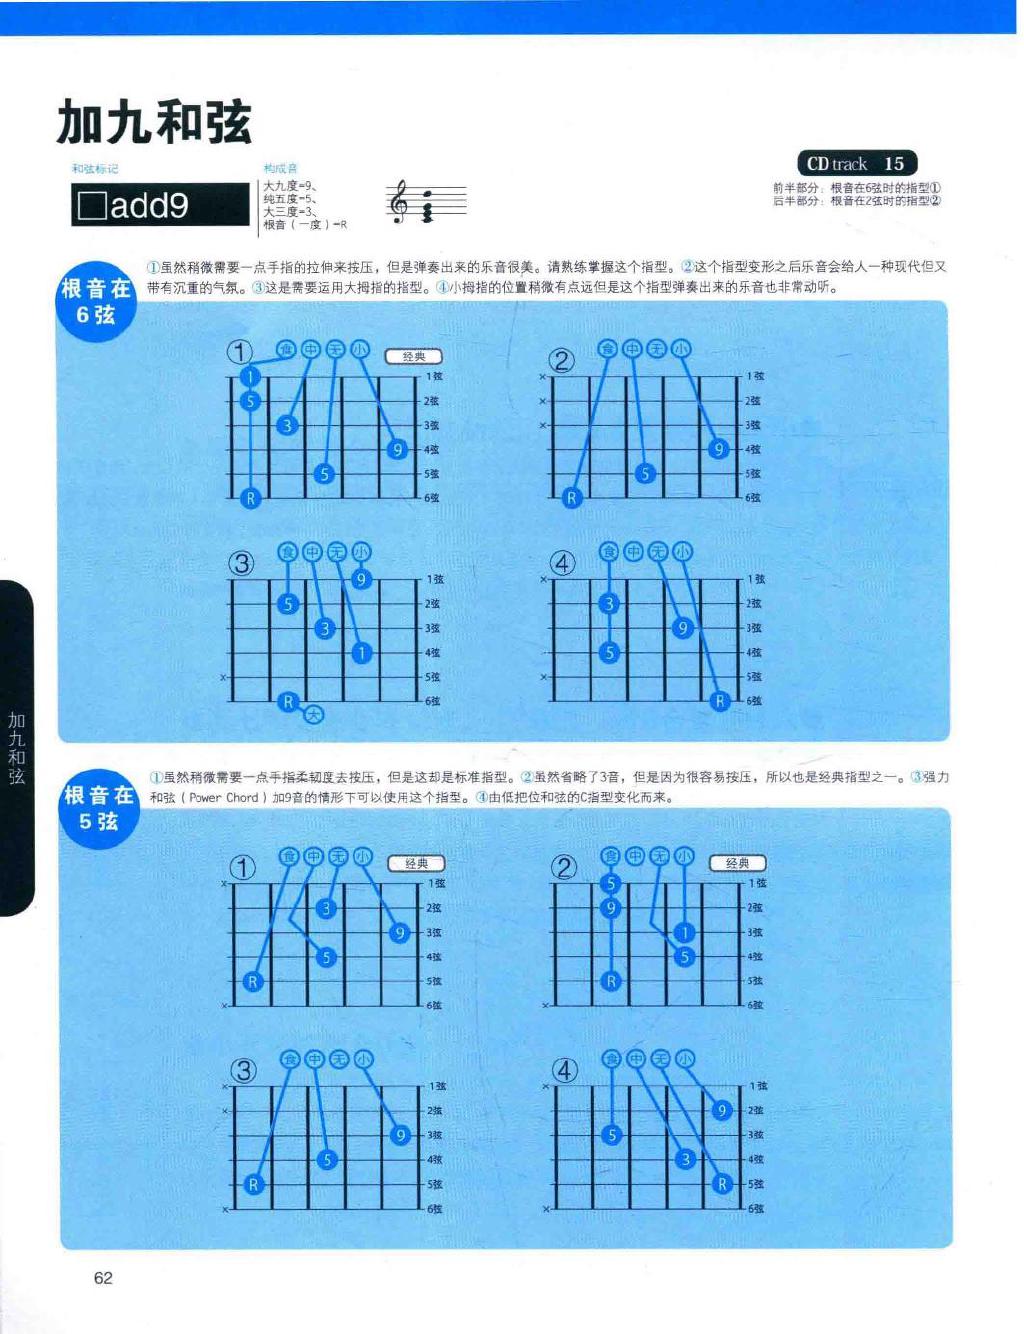 加九和弦
和弦标记
□add9
构成音
大九度=9、
纯五度=5、
大三度=3、
根音（一度）=R
CD track 15
前半部分：根音在6弦时的指型①
后半部分：根音在2弦时的指型②
根音在
6弦
①虽然稍微需要一点手指的拉伸来按压，但是弹奏出来的乐音很美。请熟练掌握这个指型。②这个指型变形之后乐音会给人一种现代但又
带有沉重的气氛。③这是需要运用大拇指的指型。④小拇指的位置稍微有点远但是这个指型弹奏出来的乐音也非常动听。
① 食 中 无 小 经典
1 1弦
5 2弦
3 3弦
9 4弦
5 5弦
R 6弦
② 食 中 无 小
× 1弦
× 2弦
× 3弦
9 4弦
5 5弦
R 6弦
③ 食 中 无 小
9 1弦
5 2弦
3 3弦
1 4弦
× 5弦
R 6弦
大
④ 食 中 无 小
× 1弦
3 2弦
9 3弦
5 4弦
× 5弦
R 6弦
加九和弦
根音在
5弦
①虽然稍微需要一点手指柔韧度去按压，但是这却是标准指型。②虽然省略了3音，但是因为很容易按压，所以也是经典指型之一。③强力
和弦（Power Chord）加9音的情形下可以使用这个指型。④由低把位和弦的C指型变化而来。
① 食 中 无 小 经典
× 1弦
3 2弦
9 3弦
5 4弦
R 5弦
× 6弦
② 食 中 无 小 经典
5 1弦
9 2弦
1 3弦
5 4弦
R 5弦
× 6弦
③ 食 中 无 小
× 1弦
× 2弦
9 3弦
5 4弦
R 5弦
× 6弦
④ 食 中 无 小
× 1弦
9 2弦
5 3弦
3 4弦
R 5弦
× 6弦
62